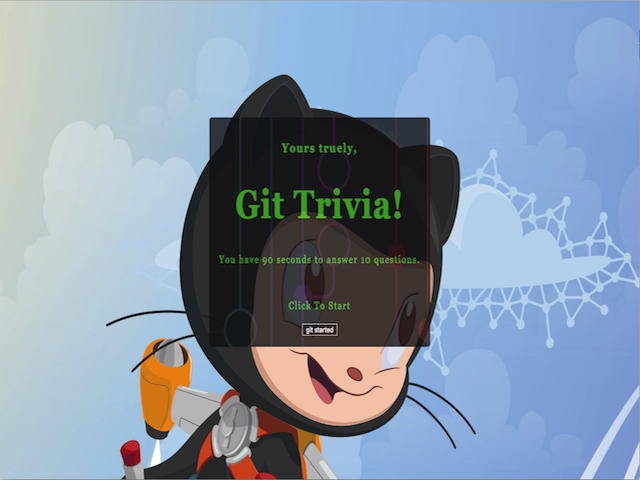 Yours truely,
Git Trivia!
You have 90 seconds to answer 10 questions.
Click To Start
git started